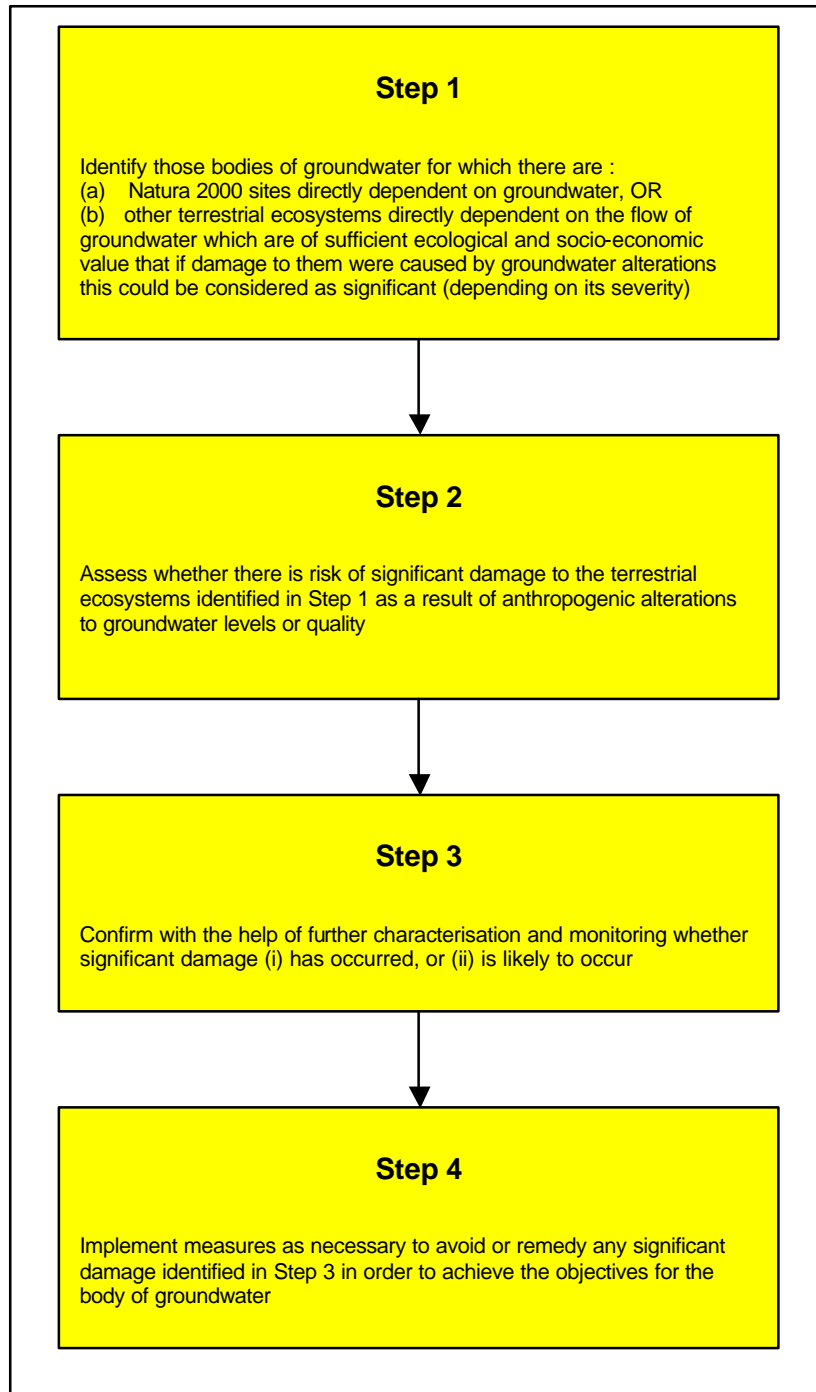 Step 1
Identify those bodies of groundwater for which there are :
(a) Natura 2000 sites directly dependent on groundwater, OR
(b) other terrestrial ecosystems directly dependent on the flow of
groundwater which are of sufficient ecological and socio-economic
value that if damage to them were caused by groundwater alterations
this could be considered as significant (depending on its severity)
Step 2
Assess whether there is risk of significant damage to the terrestrial
ecosystems identified in Step 1 as a result of anthropogenic alterations
to groundwater levels or quality
Step 3
Confirm with the help of further characterisation and monitoring whether
significant damage (i) has occurred, or (ii) is likely to occur
Step 4
Implement measures as necessary to avoid or remedy any significant
damage identified in Step 3 in order to achieve the objectives for the
body of groundwater